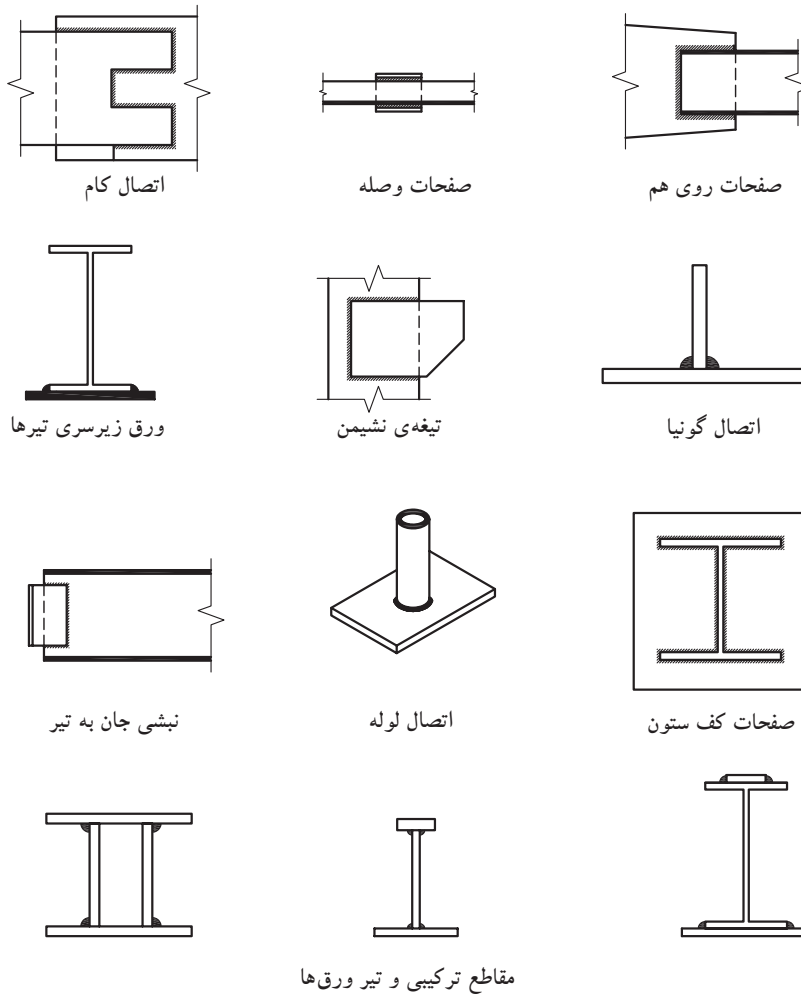 صفحات روی هم
صفحات وصله
اتصال کام
اتصال گونیا
تیغه‌ی نشیمن
ورق زیرسری تیرها
صفحات کف ستون
اتصال لوله
نبشی جان به تیر
مقاطع ترکیبی و تیر ورق‌ها